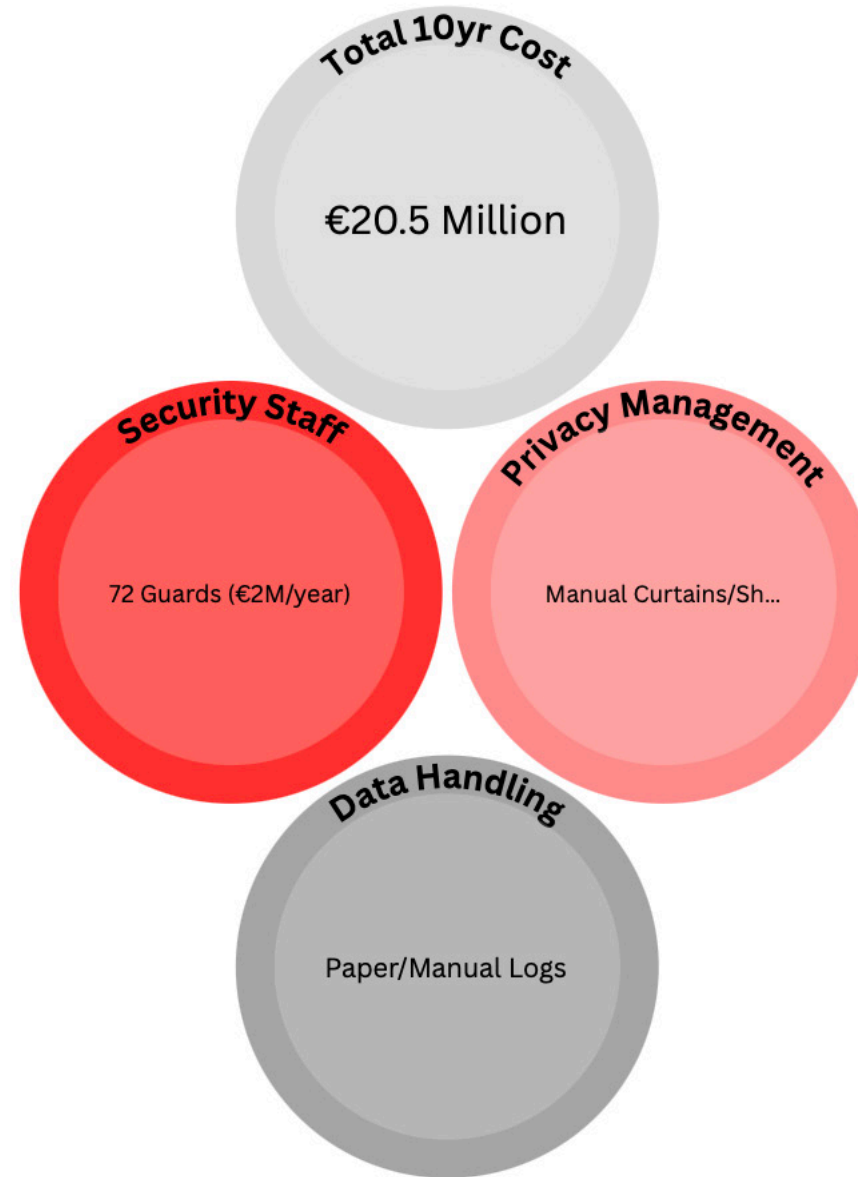 Total 10yr Cost
€20.5 Million
Security Staff
72 Guards (€2M/year)
Privacy Management
Manual Curtains/Sh...
Data Handling
Paper/Manual Logs